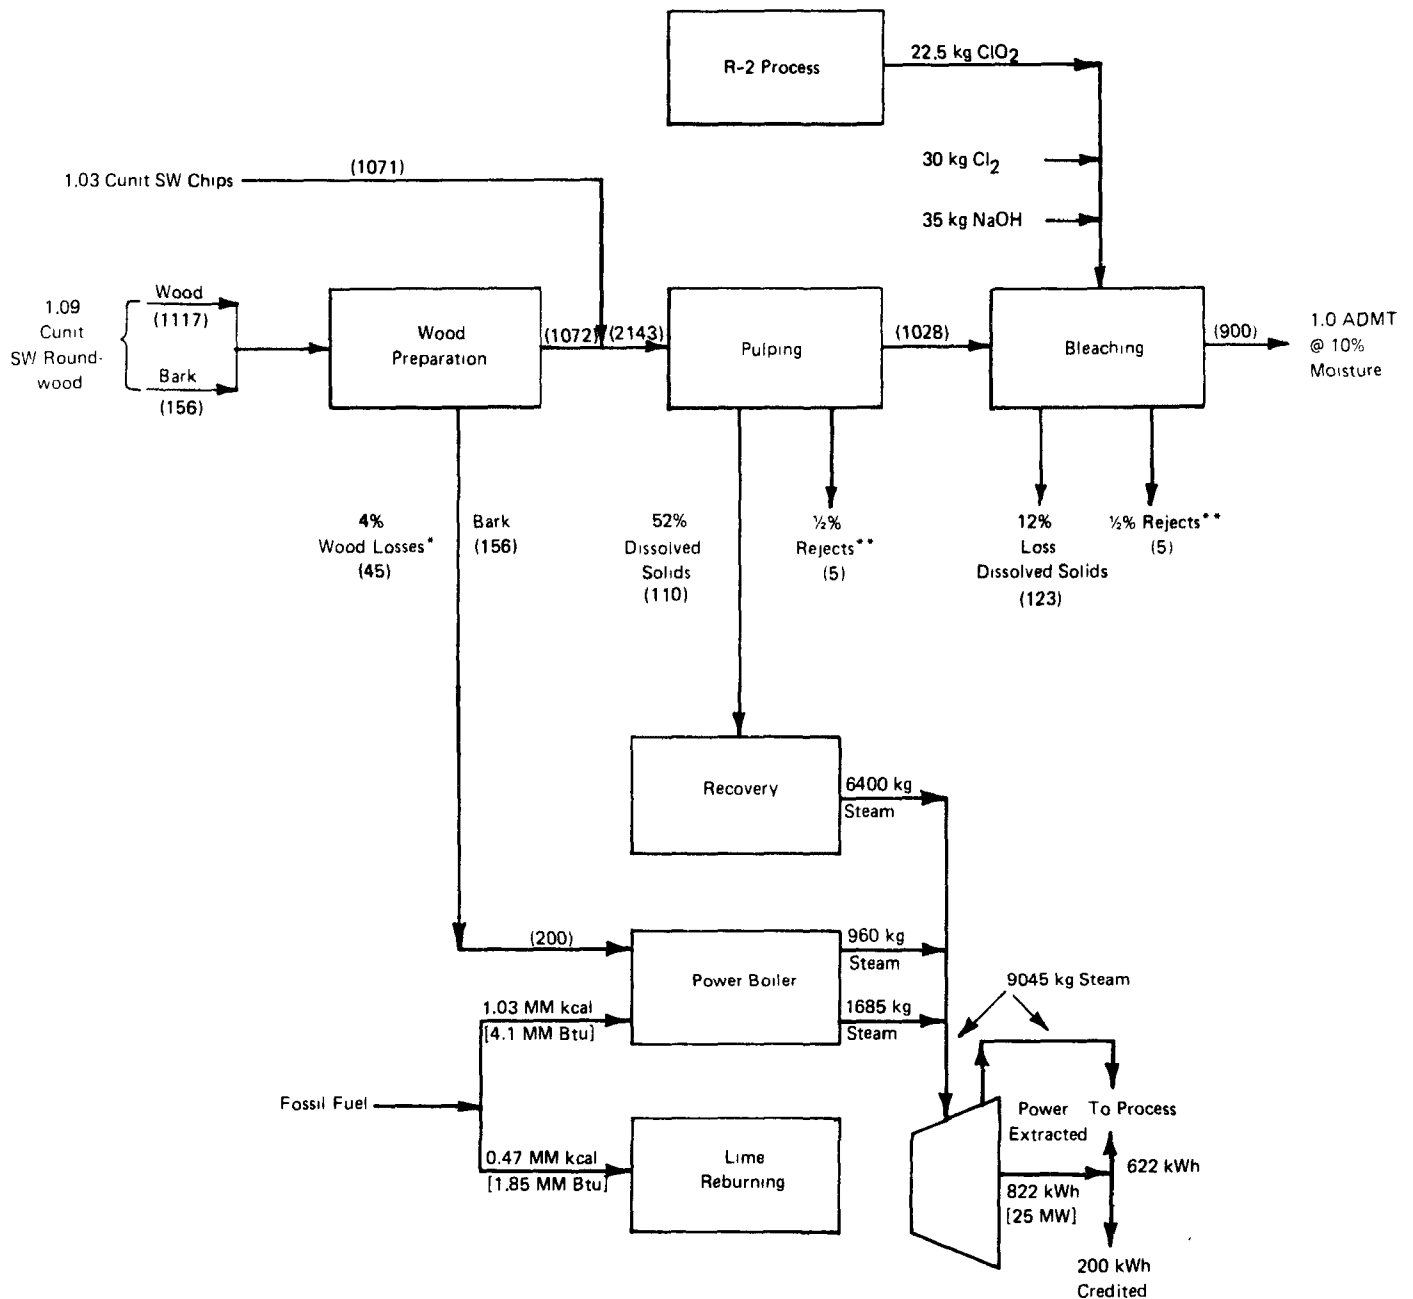 R-2 Process
22.5 kg ClO2
30 kg Cl2
35 kg NaOH
1.03 Cunit SW Chips
(1071)
1.09
Cunit
SW Round-
wood
Wood
(1117)
Bark
(156)
Wood
Preparation
(1072)
(2143)
Pulping
(1028)
Bleaching
(900)
1.0 ADMT
@ 10%
Moisture
4%
Wood Losses*
(45)
Bark
(156)
52%
Dissolved
Solids
(110)
½%
Rejects**
(5)
12%
Loss
Dissolved Solids
(123)
½% Rejects**
(5)
Recovery
6400 kg
Steam
(200)
Power Boiler
960 kg
Steam
1685 kg
Steam
9045 kg Steam
1.03 MM kcal
[4.1 MM Btu]
Fossil Fuel
0.47 MM kcal
[1.85 MM Btu]
Lime
Reburning
Power
Extracted
To Process
622 kWh
822 kWh
[25 MW]
200 kWh
Credited